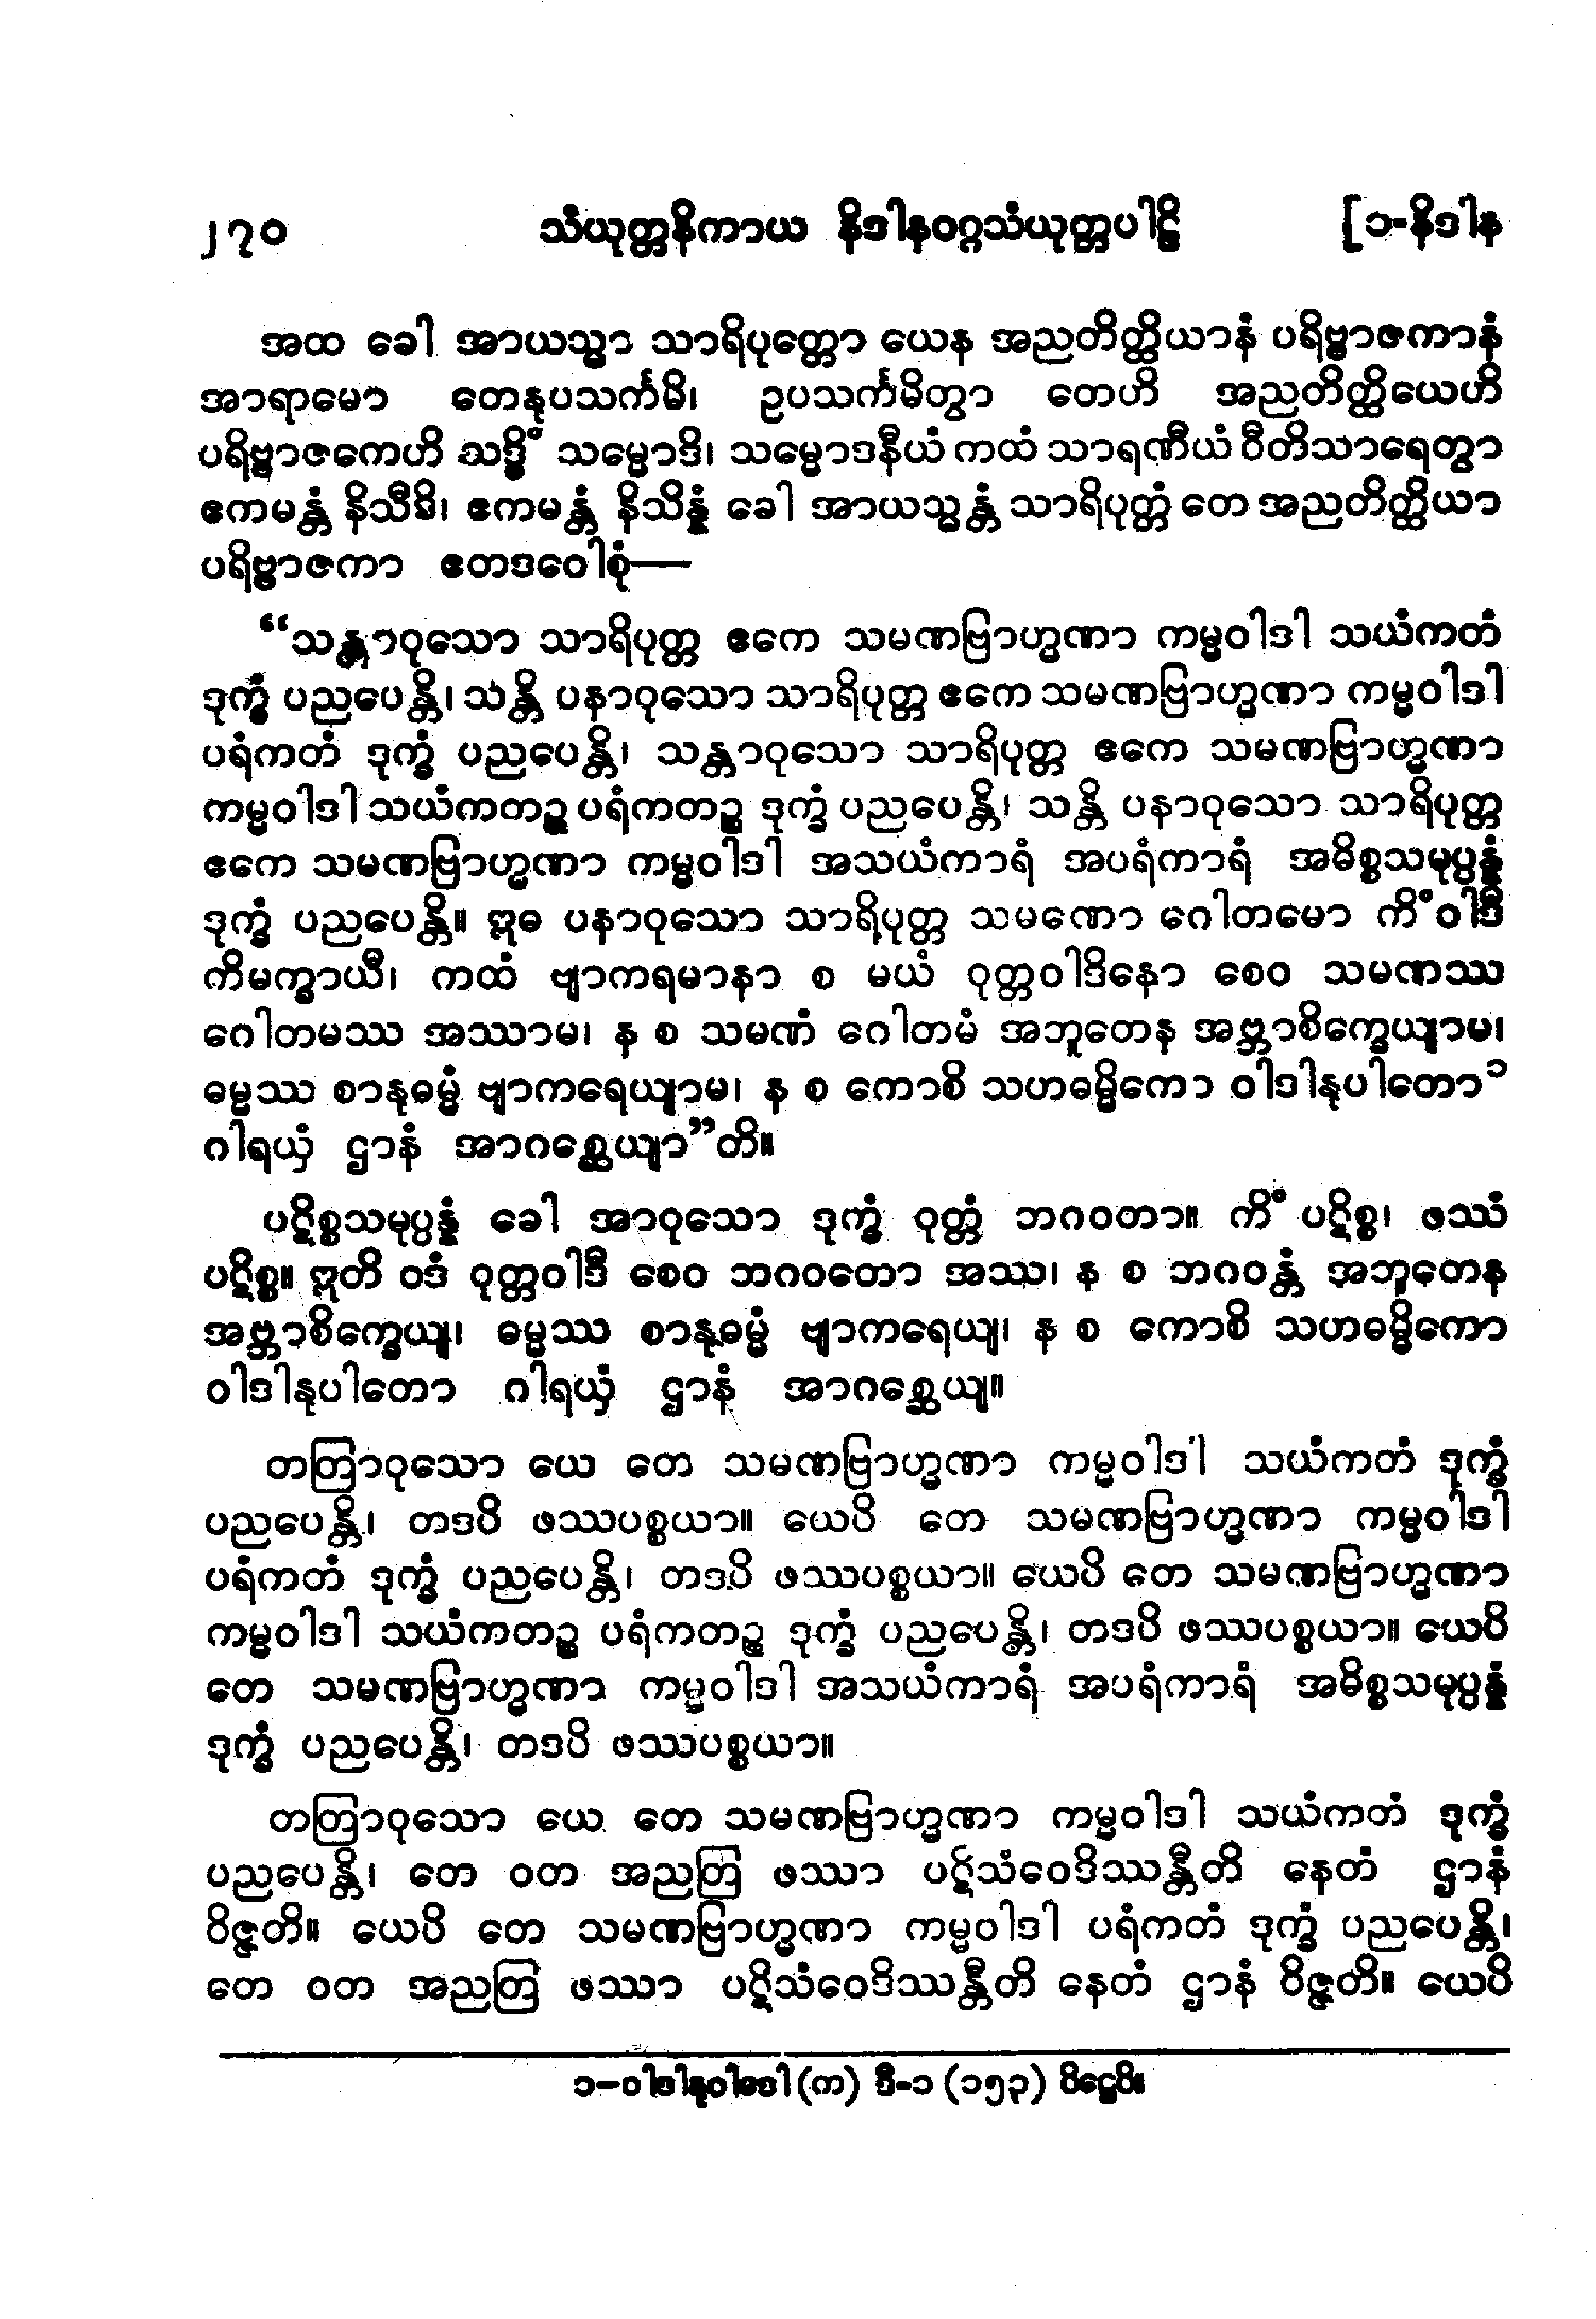 ၂၇၀ သံယုတ္တနိကာယ နိဒါနဝဂ္ဂသံယုတ္တပါဠိ [၁-နိဒါန
အထ ခေါ အာယသ္မာ သာရိပုတ္တော ယေန အညတိတ္ထိယာနံ ပရိဗ္ဗာဇကာနံ
အာရာမော တေနုပသင်္ကမိ၊ ဥပသင်္ကမိတွာ တေဟိ အညတိတ္ထိယေဟိ
ပရိဗ္ဗာဇကေဟိ သဒ္ဓိံ သမ္မောဒိ၊ သမ္မောဒနီယံ ကထံ သာရဏီယံ ဝီတိသာရေတွာ
ဧကမန္တံ နိသီဒိ၊ ဧကမန္တံ နိသိန္နံ ခေါ အာယသ္မန္တံ သာရိပုတ္တံ တေ အညတိတ္ထိယာ
ပရိဗ္ဗာဇကာ ဧတဒဝေါစုံ—
“သန္တာဝုသော သာရိပုတ္တ ဧကေ သမဏဗြာဟ္မဏာ ကမ္မဝါဒါ သယံကတံ
ဒုက္ခံ ပညပေန္တိ၊ သန္တိ ပနာဝုသော သာရိပုတ္တ ဧကေ သမဏဗြာဟ္မဏာ ကမ္မဝါဒါ
ပရံကတံ ဒုက္ခံ ပညပေန္တိ၊ သန္တာဝုသော သာရိပုတ္တ ဧကေ သမဏဗြာဟ္မဏာ
ကမ္မဝါဒါ သယံကတဉ္စ ပရံကတဉ္စ ဒုက္ခံ ပညပေန္တိ၊ သန္တိ ပနာဝုသော သာရိပုတ္တ
ဧကေ သမဏဗြာဟ္မဏာ ကမ္မဝါဒါ အသယံကာရံ အပရံကာရံ အဓိစ္စသမုပ္ပန္နံ
ဒုက္ခံ ပညပေန္တိ။ ဣဓ ပနာဝုသော သာရိပုတ္တ သမဏော ဂေါတမော ကိံဝါဒီ
ကိမက္ခာယီ၊ ကထံ ဗျာကရမာနာ စ မယံ ဝုတ္တဝါဒိနော စေဝ သမဏဿ
ဂေါတမဿ အဿာမ၊ န စ သမဏံ ဂေါတမံ အဘူတေန အဗ္ဘာစိက္ခေယျာမ၊
ဓမ္မဿ စာနုဓမ္မံ ဗျာကရေယျာမ၊ န စ ကောစိ သဟဓမ္မိကော ဝါဒါနုပါတော၁
ဂါရယှံ ဌာနံ အာဂစ္ဆေယျာ”တိ။
ပဋိစ္စသမုပ္ပန္နံ ခေါ အာဝုသော ဒုက္ခံ ဝုတ္တံ ဘဂဝတာ။ ကိံ ပဋိစ္စ၊ ဖဿံ
ပဋိစ္စ။ ဣတိ ဝဒံ ဝုတ္တဝါဒီ စေဝ ဘဂဝတော အဿ၊ န စ ဘဂဝန္တံ အဘူတေန
အဗ္ဘာစိက္ခေယျ၊ ဓမ္မဿ စာနုဓမ္မံ ဗျာကရေယျ၊ န စ ကောစိ သဟဓမ္မိကော
ဝါဒါနုပါတော ဂါရယှံ ဌာနံ အာဂစ္ဆေယျ။
တတြာဝုသော ယေ တေ သမဏဗြာဟ္မဏာ ကမ္မဝါဒါ သယံကတံ ဒုက္ခံ
ပညပေန္တိ၊ တဒပိ ဖဿပစ္စယာ။ ယေပိ တေ သမဏဗြာဟ္မဏာ ကမ္မဝါဒါ
ပရံကတံ ဒုက္ခံ ပညပေန္တိ၊ တဒပိ ဖဿပစ္စယာ။ ယေပိ တေ သမဏဗြာဟ္မဏာ
ကမ္မဝါဒါ သယံကတဉ္စ ပရံကတဉ္စ ဒုက္ခံ ပညပေန္တိ၊ တဒပိ ဖဿပစ္စယာ။ ယေပိ
တေ သမဏဗြာဟ္မဏာ ကမ္မဝါဒါ အသယံကာရံ အပရံကာရံ အဓိစ္စသမုပ္ပန္နံ
ဒုက္ခံ ပညပေန္တိ၊ တဒပိ ဖဿပစ္စယာ။
တတြာဝုသော ယေ တေ သမဏဗြာဟ္မဏာ ကမ္မဝါဒါ သယံကတံ ဒုက္ခံ
ပညပေန္တိ၊ တေ ဝတ အညတြ ဖဿာ ပဋိသံဝေဒိဿန္တီတိ နေတံ ဌာနံ
ဝိဇ္ဇတိ။ ယေပိ တေ သမဏဗြာဟ္မဏာ ကမ္မဝါဒါ ပရံကတံ ဒုက္ခံ ပညပေန္တိ၊
တေ ဝတ အညတြ ဖဿာ ပဋိသံဝေဒိဿန္တီတိ နေတံ ဌာနံ ဝိဇ္ဇတိ။ ယေပိ
၁-ဝါဒါနုဝါဒေါ (က) ဒီ-၁ (၁၅၃) ပိဋ္ဌေပိ။